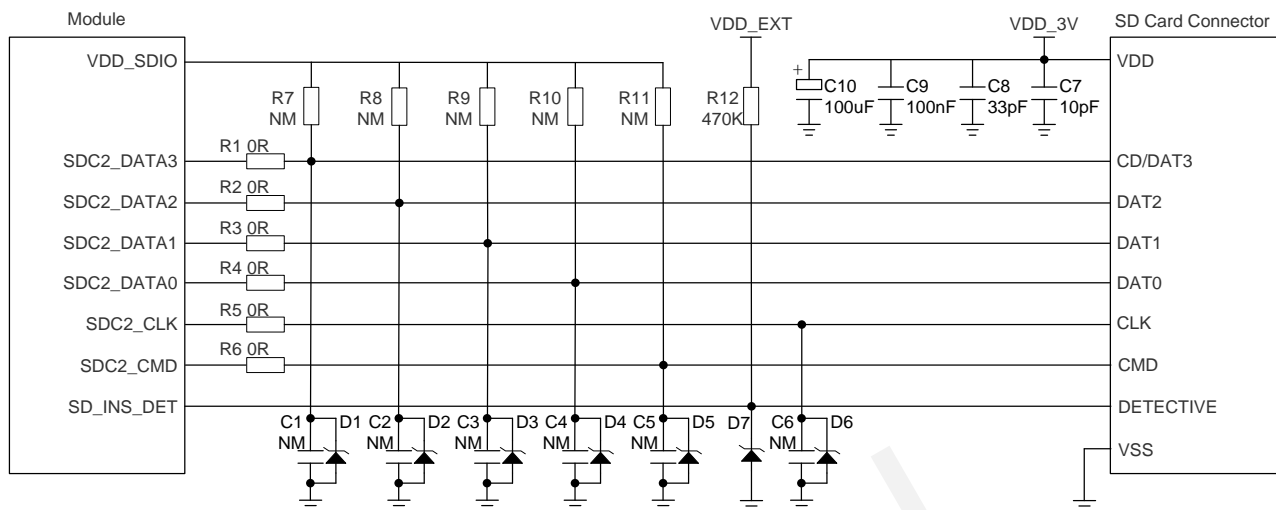 Module
VDD_EXT
VDD_3V
SD Card Connector
VDD_SDIO
VDD
R7
NM
R8
NM
R9
NM
R10
NM
R11
NM
R12
470K
+
C10
100uF
C9
100nF
C8
33pF
C7
10pF
SDC2_DATA3
R1 0R
CD/DAT3
SDC2_DATA2
R2 0R
DAT2
SDC2_DATA1
R3 0R
DAT1
SDC2_DATA0
R4 0R
DAT0
SDC2_CLK
R5 0R
CLK
SDC2_CMD
R6 0R
CMD
SD_INS_DET
DETECTIVE
C1
NM
D1
C2
NM
D2
C3
NM
D3
C4
NM
D4
C5
NM
D5
D7
C6
NM
D6
VSS